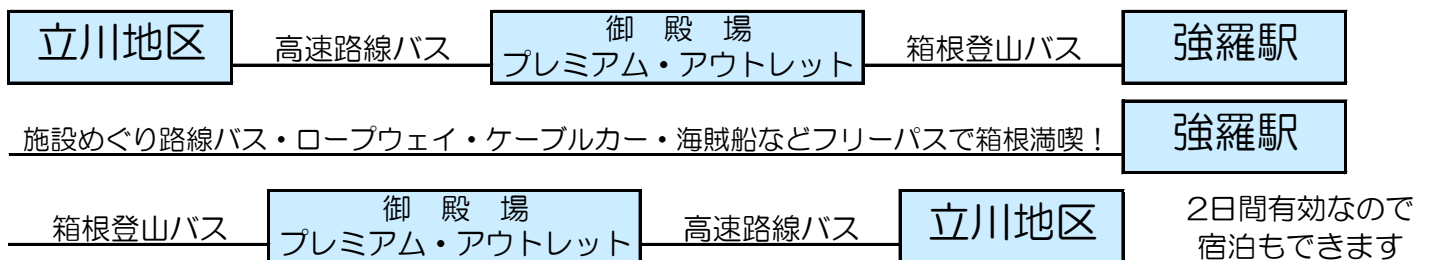 立川地区 高速路線バス 御殿場 プレミアム・アウトレット 箱根登山バス 強羅駅
施設めぐり路線バス・ロープウェイ・ケーブルカー・海賊船などフリーパスで箱根満喫! 強羅駅
箱根登山バス 御殿場 プレミアム・アウトレット 高速路線バス 立川地区
2日間有効なので
宿泊もできます